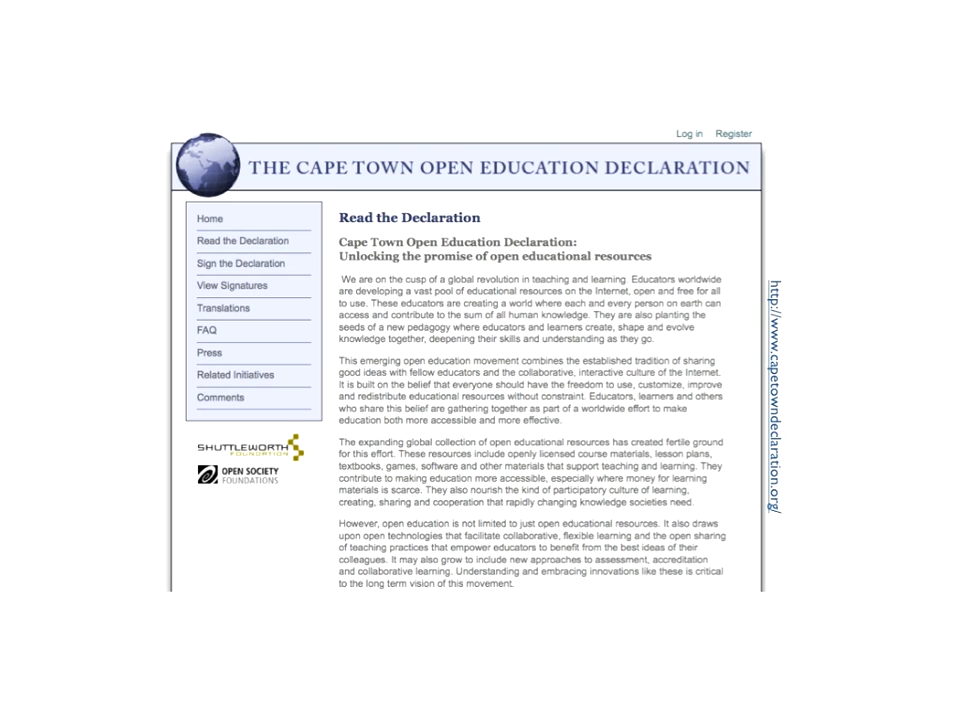 Log in Register
THE CAPE TOWN OPEN EDUCATION DECLARATION
Home
Read the Declaration
Sign the Declaration
View Signatures
Translations
FAQ
Press
Related Initiatives
Comments
SHUTTLEWORTH
FOUNDATION
OPEN SOCIETY
FOUNDATIONS
Read the Declaration
Cape Town Open Education Declaration:
Unlocking the promise of open educational resources
We are on the cusp of a global revolution in teaching and learning. Educators worldwide
are developing a vast pool of educational resources on the Internet, open and free for all
to use. These educators are creating a world where each and every person on earth can
access and contribute to the sum of all human knowledge. They are also planting the
seeds of a new pedagogy where educators and learners create, shape and evolve
knowledge together, deepening their skills and understanding as they go.
This emerging open education movement combines the established tradition of sharing
good ideas with fellow educators and the collaborative, interactive culture of the Internet.
It is built on the belief that everyone should have the freedom to use, customize, improve
and redistribute educational resources without constraint. Educators, learners and others
who share this belief are gathering together as part of a worldwide effort to make
education both more accessible and more effective.
The expanding global collection of open educational resources has created fertile ground
for this effort. These resources include openly licensed course materials, lesson plans,
textbooks, games, software and other materials that support teaching and learning. They
contribute to making education more accessible, especially where money for learning
materials is scarce. They also nourish the kind of participatory culture of learning,
creating, sharing and cooperation that rapidly changing knowledge societies need.
However, open education is not limited to just open educational resources. It also draws
upon open technologies that facilitate collaborative, flexible learning and the open sharing
of teaching practices that empower educators to benefit from the best ideas of their
colleagues. It may also grow to include new approaches to assessment, accreditation
and collaborative learning. Understanding and embracing innovations like these is critical
to the long term vision of this movement.
http://www.capetowndeclaration.org/